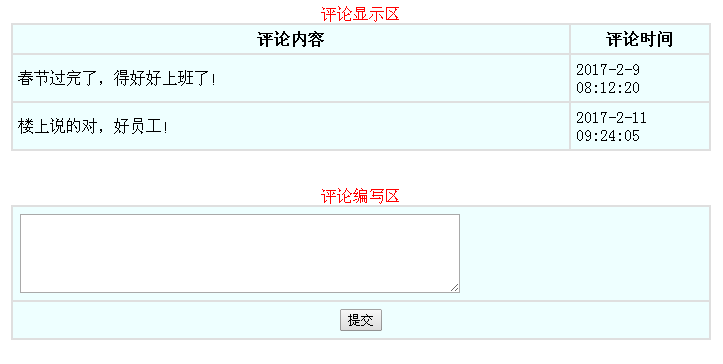 评论显示区
评论内容 评论时间
春节过完了，得好好上班了！ 2017-2-9
08:12:20
楼上说的对，好员工！ 2017-2-11
09:24:05
评论编写区
提交